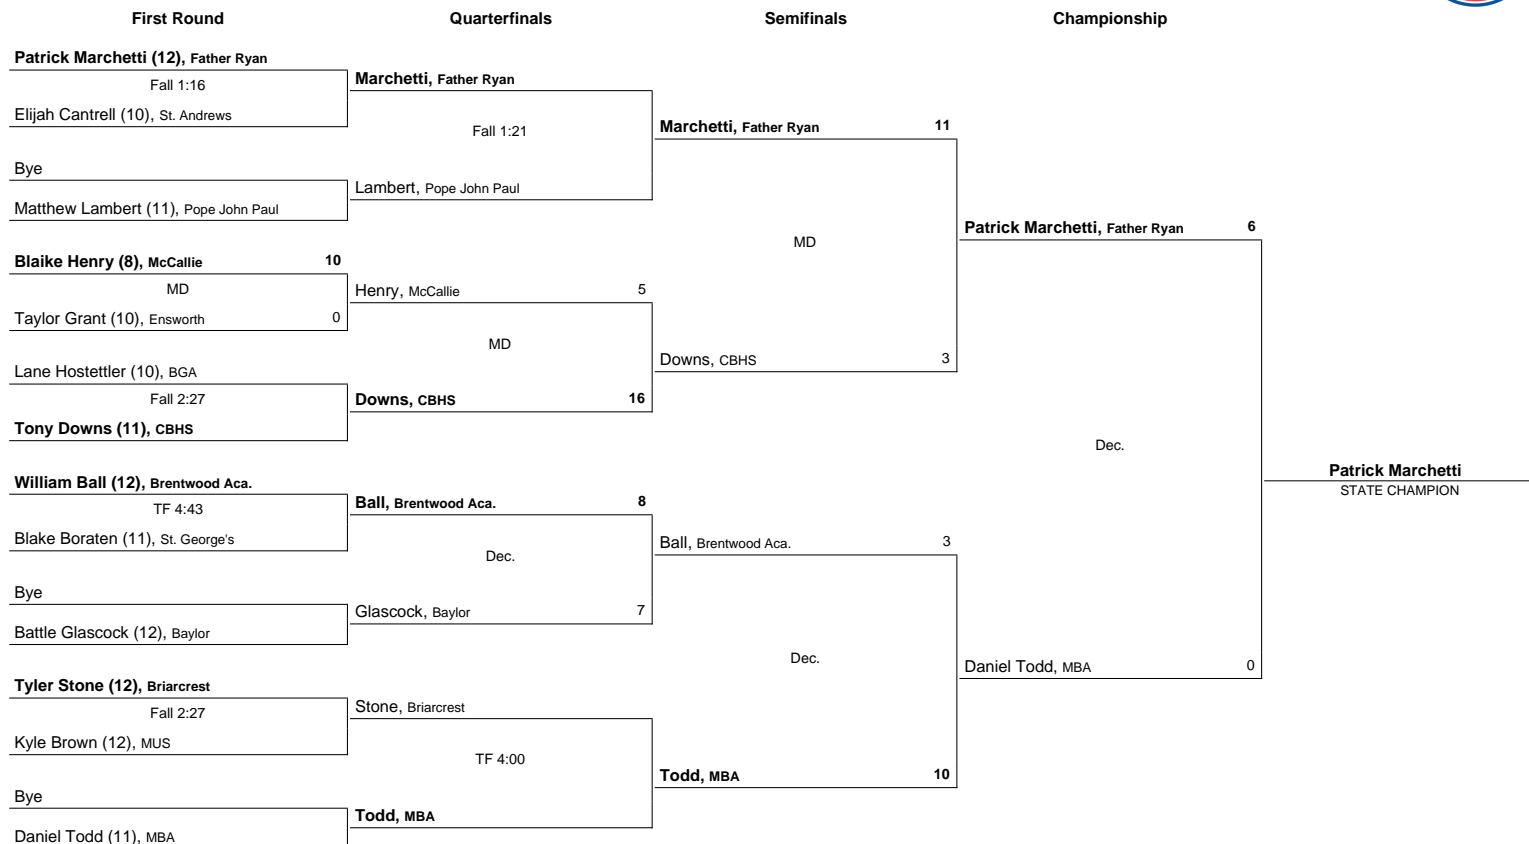 First Round Quarterfinals Semifinals Championship
Patrick Marchetti (12), Father Ryan
Fall 1:16
Elijah Cantrell (10), St. Andrews
Bye
Matthew Lambert (11), Pope John Paul
Blaike Henry (8), McCallie 10
MD
Taylor Grant (10), Ensworth 0
Lane Hostettler (10), BGA
Fall 2:27
Tony Downs (11), CBHS
William Ball (12), Brentwood Aca.
TF 4:43
Blake Boraten (11), St. George's
Bye
Battle Glascock (12), Baylor
Tyler Stone (12), Briarcrest
Fall 2:27
Kyle Brown (12), MUS
Bye
Daniel Todd (11), MBA
Marchetti, Father Ryan
Fall 1:21
Lambert, Pope John Paul
Henry, McCallie 5
MD
Downs, CBHS 16
Ball, Brentwood Aca. 8
Dec.
Glascock, Baylor 7
Stone, Briarcrest
TF 4:00
Todd, MBA
Marchetti, Father Ryan 11
MD
Downs, CBHS 3
Ball, Brentwood Aca. 3
Dec.
Todd, MBA 10
Patrick Marchetti, Father Ryan 6
Dec.
Daniel Todd, MBA 0
Patrick Marchetti
STATE CHAMPION